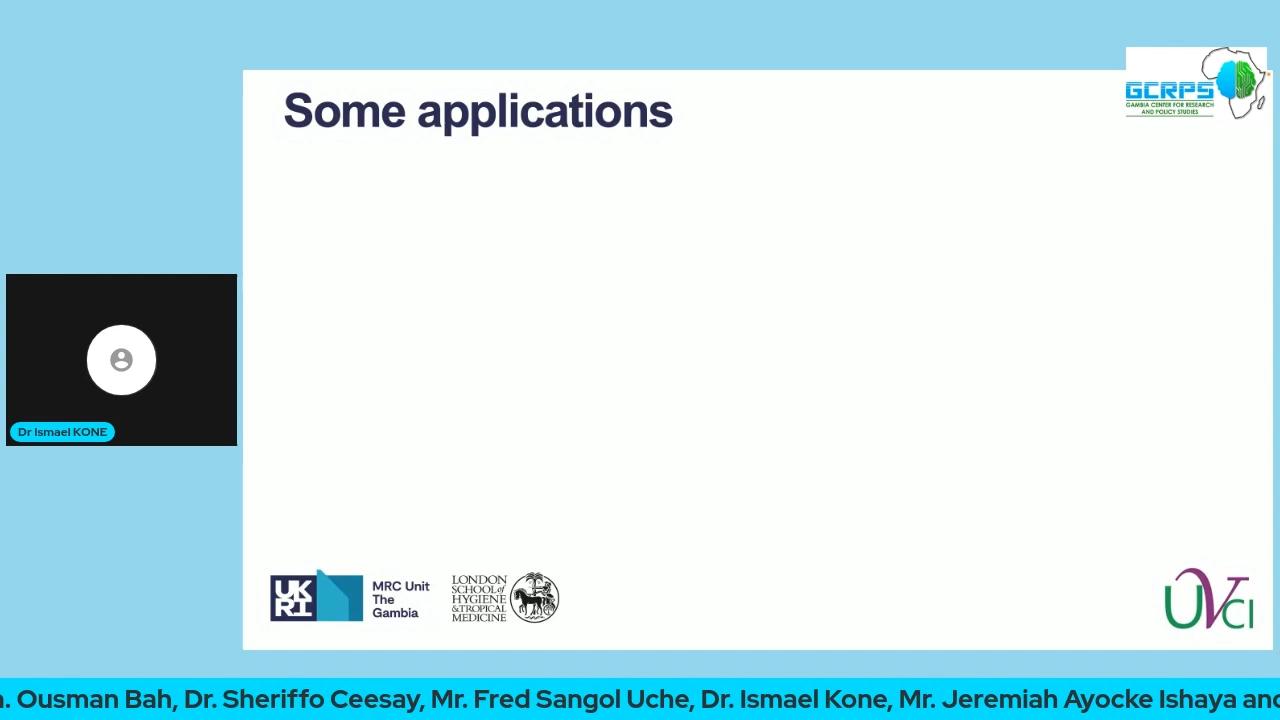 Some applications
GCRPS
GAMBIA CENTER FOR RESEARCH
AND POLICY STUDIES
Dr Ismael KONE
UK
RI
MRC Unit
The
Gambia
LONDON
SCHOOL of
HYGIENE
& TROPICAL
MEDICINE
UVCI
. Ousman Bah, Dr. Sheriffo Ceesay, Mr. Fred Sangol Uche, Dr. Ismael Kone, Mr. Jeremiah Ayocke Ishaya and